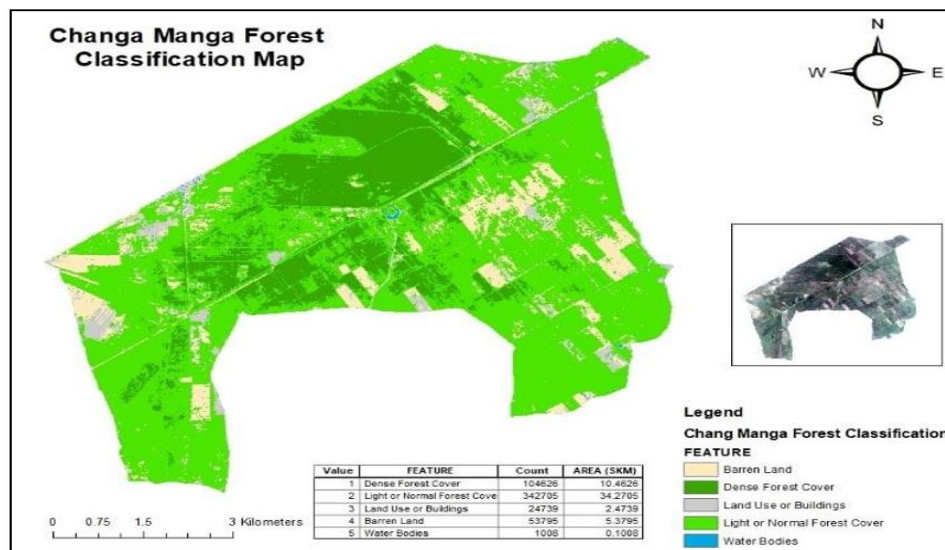 Changa Manga Forest
Classification Map
N
W E
S
Legend
Chang Manga Forest Classification
FEATURE
Barren Land
Dense Forest Cover
Land Use or Buildings
Light or Normal Forest Cover
Water Bodies
Value FEATURE Count AREA (SKM)
1 Dense Forest Cover 104626 10.4626
2 Light or Normal Forest Cove 342705 34.2705
3 Land Use or Buildings 24739 2.4739
4 Barren Land 53795 5.3795
5 Water Bodies 1008 0.1008
0 0.75 1.5 3 Kilometers